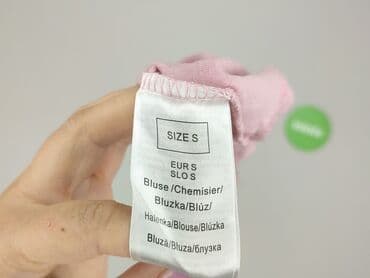 SIZE S
EUR S
SLO S
Bluse/Chemisier/
Bluzka/Blúz/
Halenka/Blouse/Blúzka
Bluză/Bluza/блузка